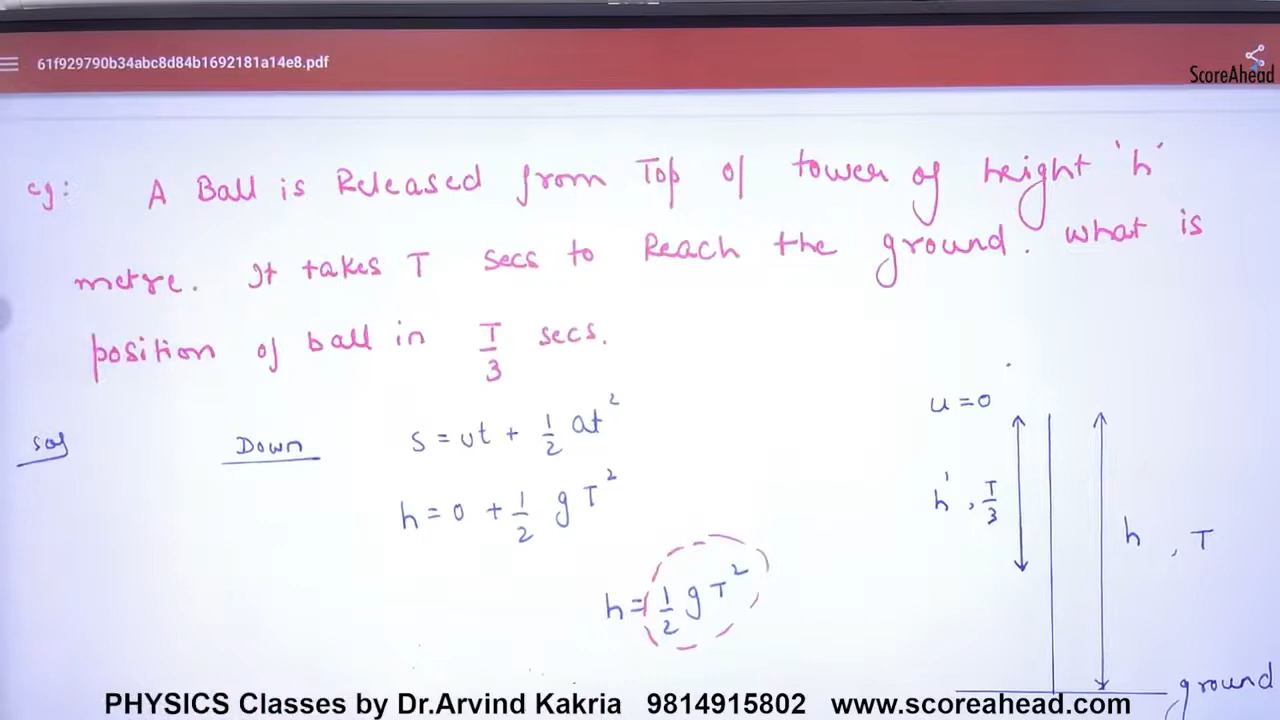 61f929790b34abc8d84b1692181a14e8.pdf
ScoreAhead
eg: A Ball is Released from Top of tower of height 'h'
metre. It takes T secs to Reach the ground. What is
position of ball in T/3 secs.
Sol Down s = ut + 1/2 at²
u = 0
h = 0 + 1/2 g T²
h', T/3
h , T
h = 1/2 g T²
ground
PHYSICS Classes by Dr.Arvind Kakria 9814915802 www.scoreahead.com